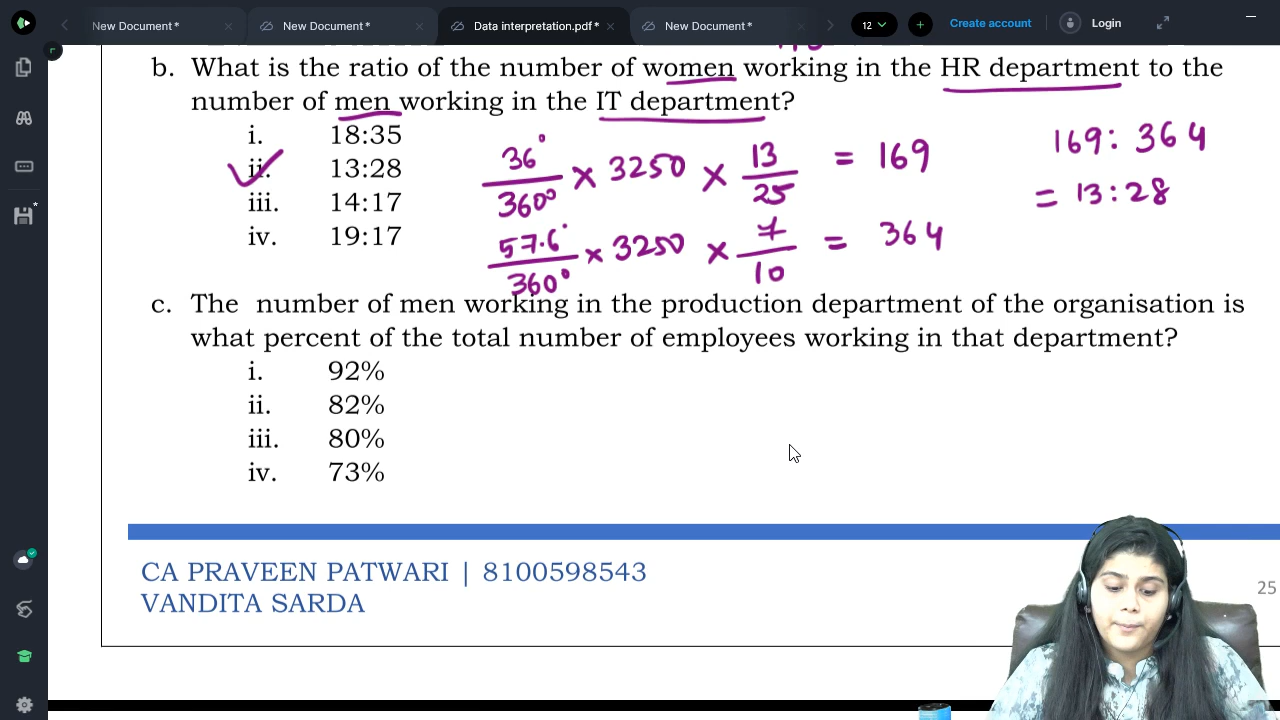 New Document* New Document* Data interpretation.pdf* New Document* 12 Create account Login
b. What is the ratio of the number of women working in the HR department to the
number of men working in the IT department?
i. 18:35
ii. 13:28
iii. 14:17
iv. 19:17
36°/360° × 3250 × 13/25 = 169
57.6°/360° × 3250 × 7/10 = 364
169:364
= 13:28
c. The number of men working in the production department of the organisation is
what percent of the total number of employees working in that department?
i. 92%
ii. 82%
iii. 80%
iv. 73%
CA PRAVEEN PATWARI | 8100598543
VANDITA SARDA
25